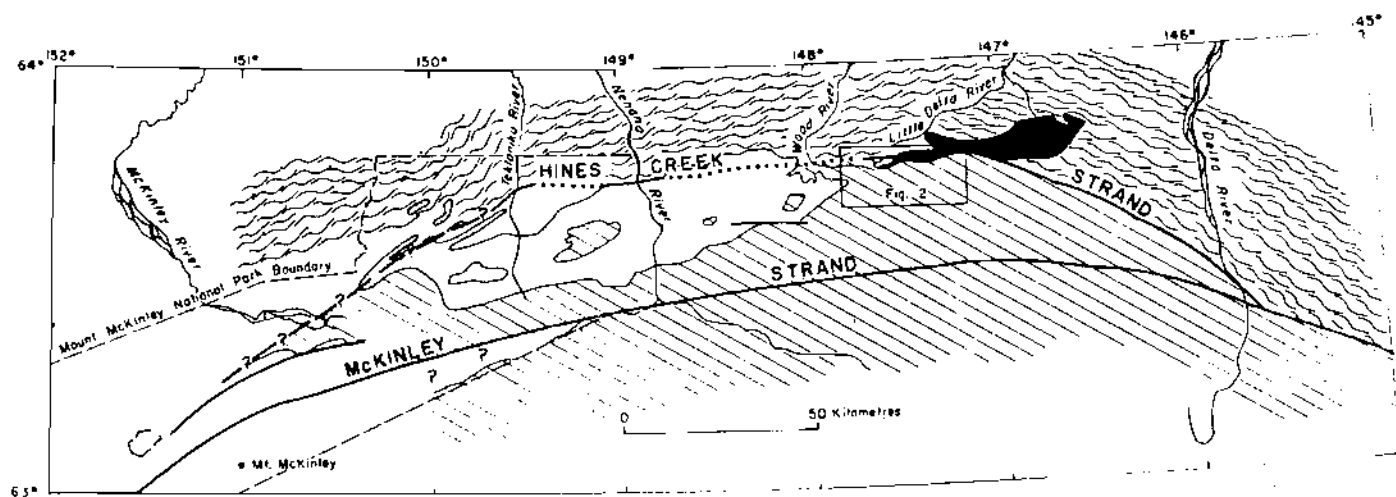 152°
151°
150°
149°
148°
147°
146°
145°
64°
McKinley River
Nenana
River
Wood River
Little Delta River
Delta River
HINES CREEK
STRAND
Fig. 2
STRAND
McKINLEY
Mount McKinley National Park Boundary
?
?
?
?
?
?
0 50 Kilometres
• Mt. McKinley
63°